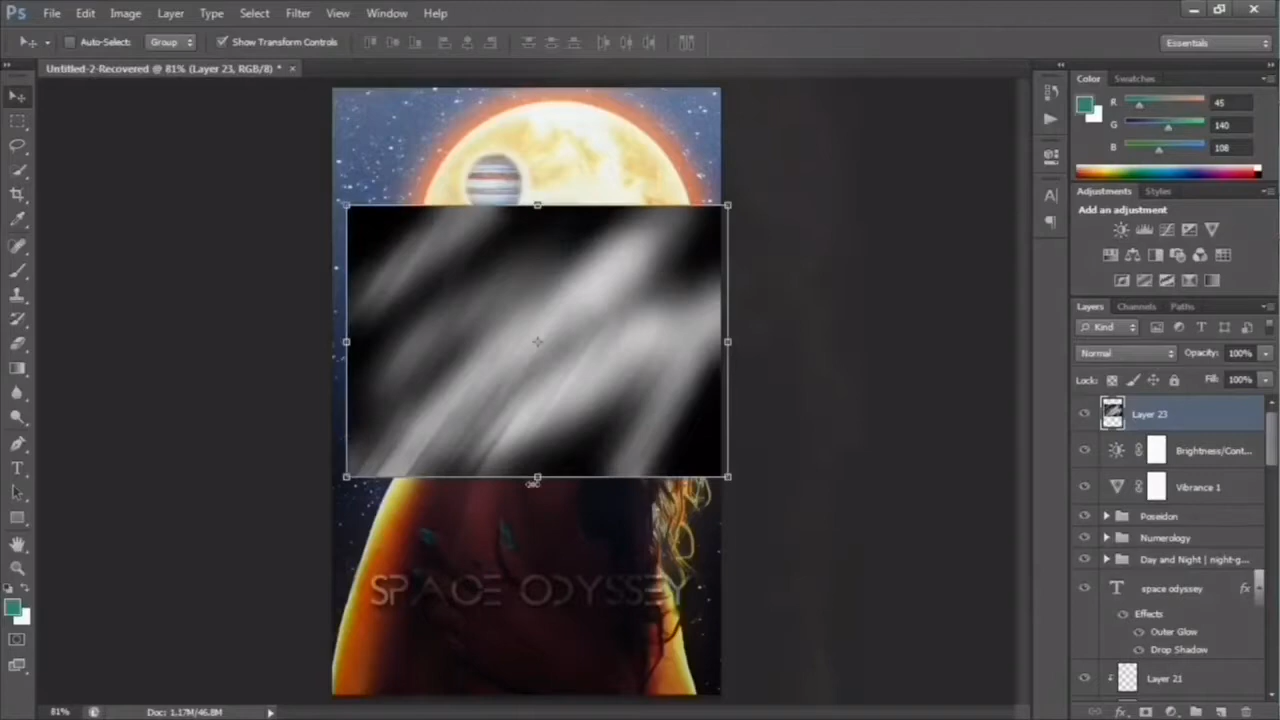 Ps File Edit Image Layer Type Select Filter View Window Help
Auto-Select: Group Show Transform Controls Essentials
Untitled-2-Recovered @ 81% (Layer 23, RGB/8) * ×
Color Swatches
R 45
G 140
B 108
Adjustments Styles
Add an adjustment
Layers Channels Paths
Kind
Normal Opacity: 100%
Lock: Fill: 100%
Layer 23
Brightness/Cont...
Vibrance 1
Poseidon
Numerology
Day and Night | night-g...
T space odyssey fx
Effects
Outer Glow
Drop Shadow
Layer 21
SPACE ODYSSEY
81% Doc: 1.17M/46.8M